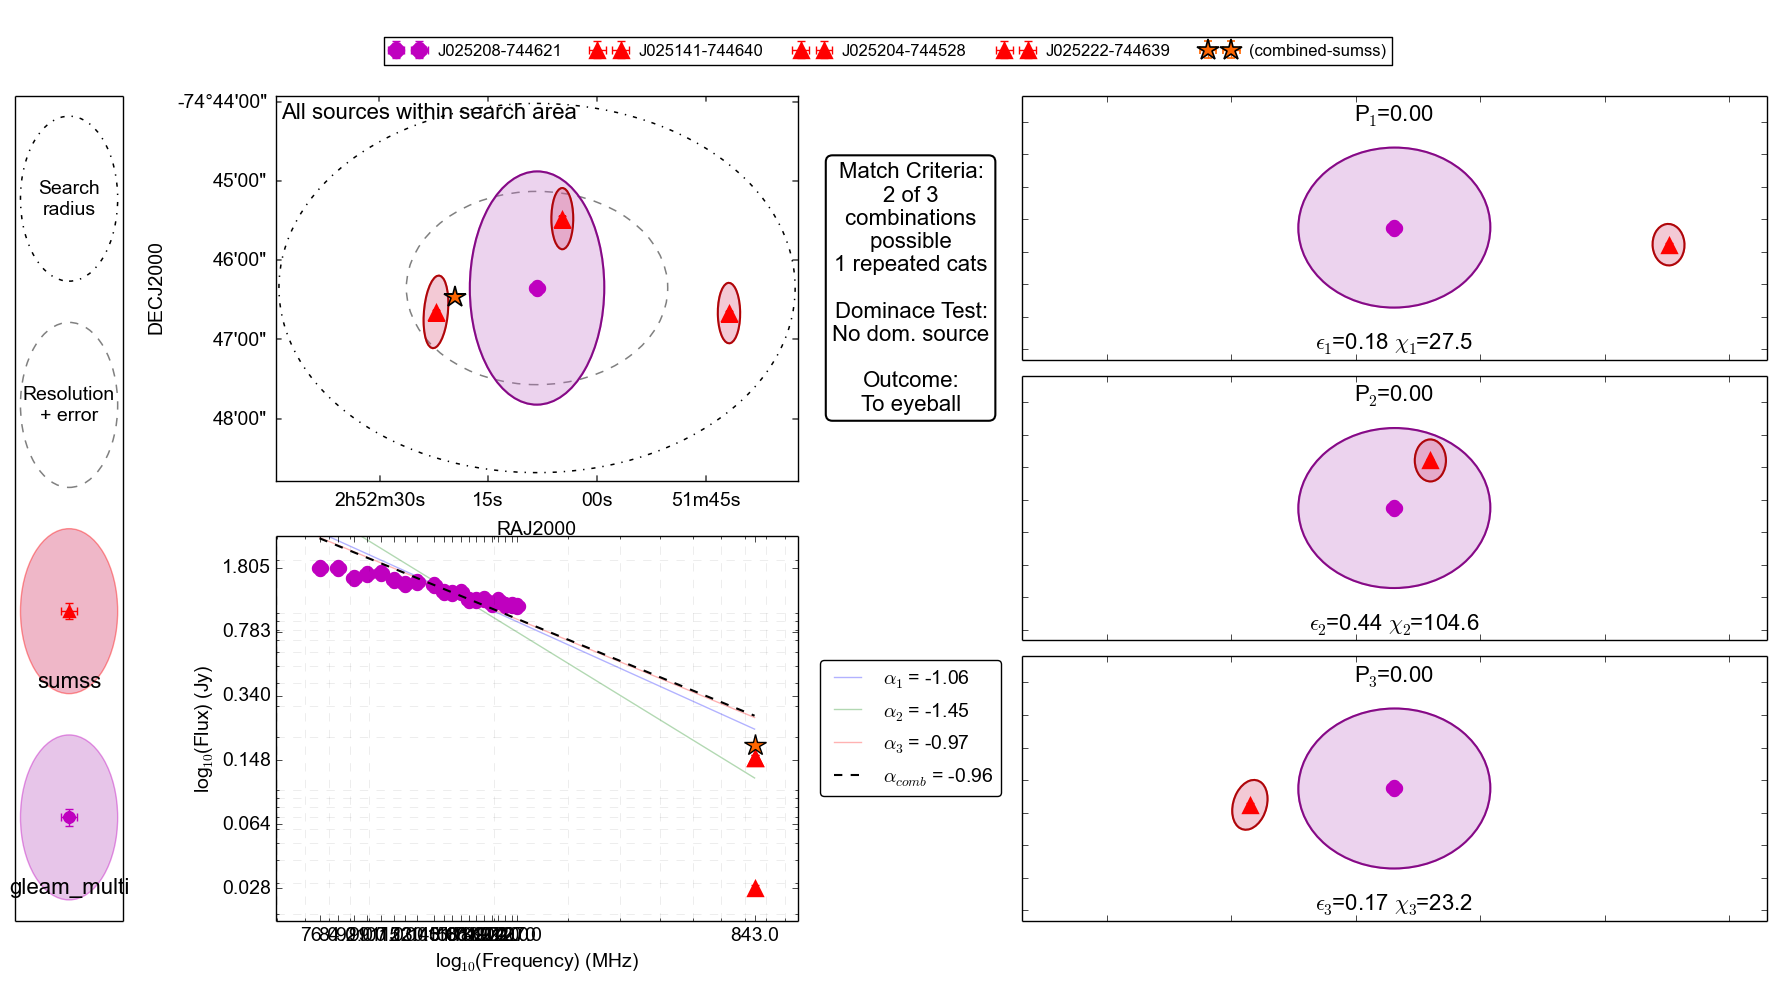 J025208-744621 J025141-744640 J025204-744528 J025222-744639 (combined-sumss)
Search
radius
Resolution
+ error
sumss
gleam_multi
All sources within search area
-74°44'00"
45'00"
46'00"
47'00"
48'00"
DECJ2000
2h52m30s 15s 00s 51m45s
RAJ2000
Match Criteria:
2 of 3
combinations
possible
1 repeated cats
Dominace Test:
No dom. source
Outcome:
To eyeball
P1=0.00
ϵ1=0.18 χ1=27.5
P2=0.00
ϵ2=0.44 χ2=104.6
P3=0.00
ϵ3=0.17 χ3=23.2
1.805
0.783
0.340
0.148
0.064
0.028
log10(Flux) (Jy)
843.0
log10(Frequency) (MHz)
α1 = -1.06
α2 = -1.45
α3 = -0.97
αcomb = -0.96